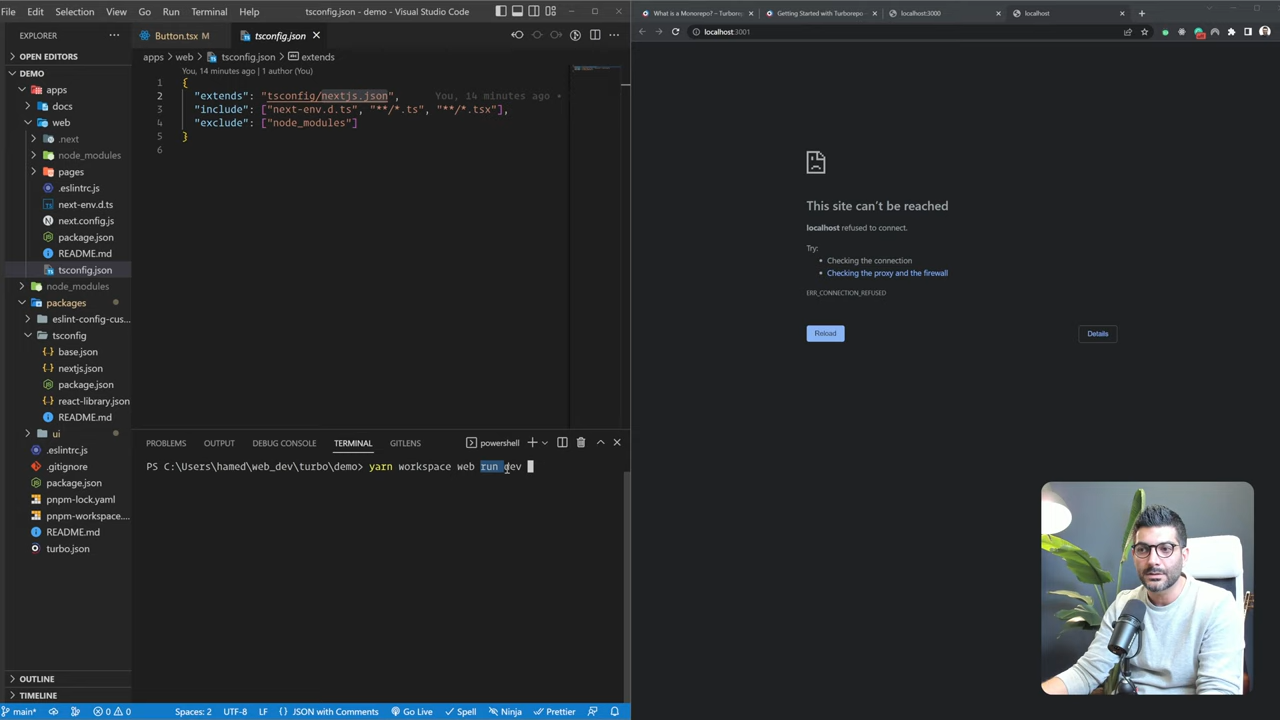 File Edit Selection View Go Run Terminal Help tsconfig.json - demo - Visual Studio Code
EXPLORER
OPEN EDITORS
DEMO
apps
docs
web
.next
node_modules
pages
.eslintrc.js
next-env.d.ts
next.config.js
package.json
README.md
tsconfig.json
node_modules
packages
eslint-config-cus...
tsconfig
base.json
nextjs.json
package.json
react-library.json
README.md
ui
.eslintrc.js
.gitignore
package.json
pnpm-lock.yaml
pnpm-workspace....
README.md
turbo.json
OUTLINE
TIMELINE
Button.tsx M tsconfig.json
apps > web > tsconfig.json > extends
You, 14 minutes ago | 1 author (You)
1 {
2 "extends": "tsconfig/nextjs.json", You, 14 minutes ago •
3 "include": ["next-env.d.ts", "**/*.ts", "**/*.tsx"],
4 "exclude": ["node_modules"]
5 }
6
PROBLEMS OUTPUT DEBUG CONSOLE TERMINAL GITLENS powershell
PS C:\Users\hamed\web_dev\turbo\demo> yarn workspace web run dev
main* 0 0 Spaces: 2 UTF-8 LF {} JSON with Comments Go Live Spell Ninja Prettier
What is a Monorepo? – Turborep Getting Started with Turborepo localhost:3000 localhost
localhost:3001
This site can't be reached
localhost refused to connect.
Try:
• Checking the connection
• Checking the proxy and the firewall
ERR_CONNECTION_REFUSED
Reload Details